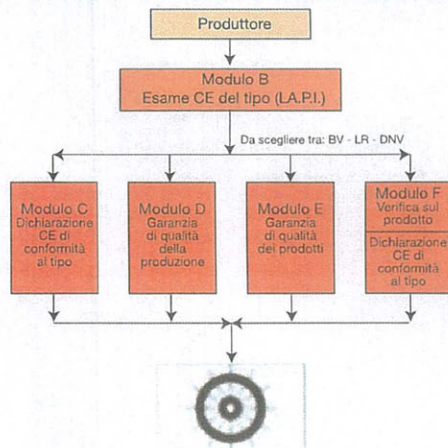 Produttore
Modulo B
Esame CE del tipo (LA.P.I.)
Da scegliere tra: BV - LR - DNV
Modulo C
Dichiarazione
CE di
conformità
al tipo
Modulo D
Garanzia
di qualità
della
produzione
Modulo E
Garanzia
di qualità
dei prodotti
Modulo F
Verifica sul
prodotto
Dichiarazione
CE di
conformità
al tipo